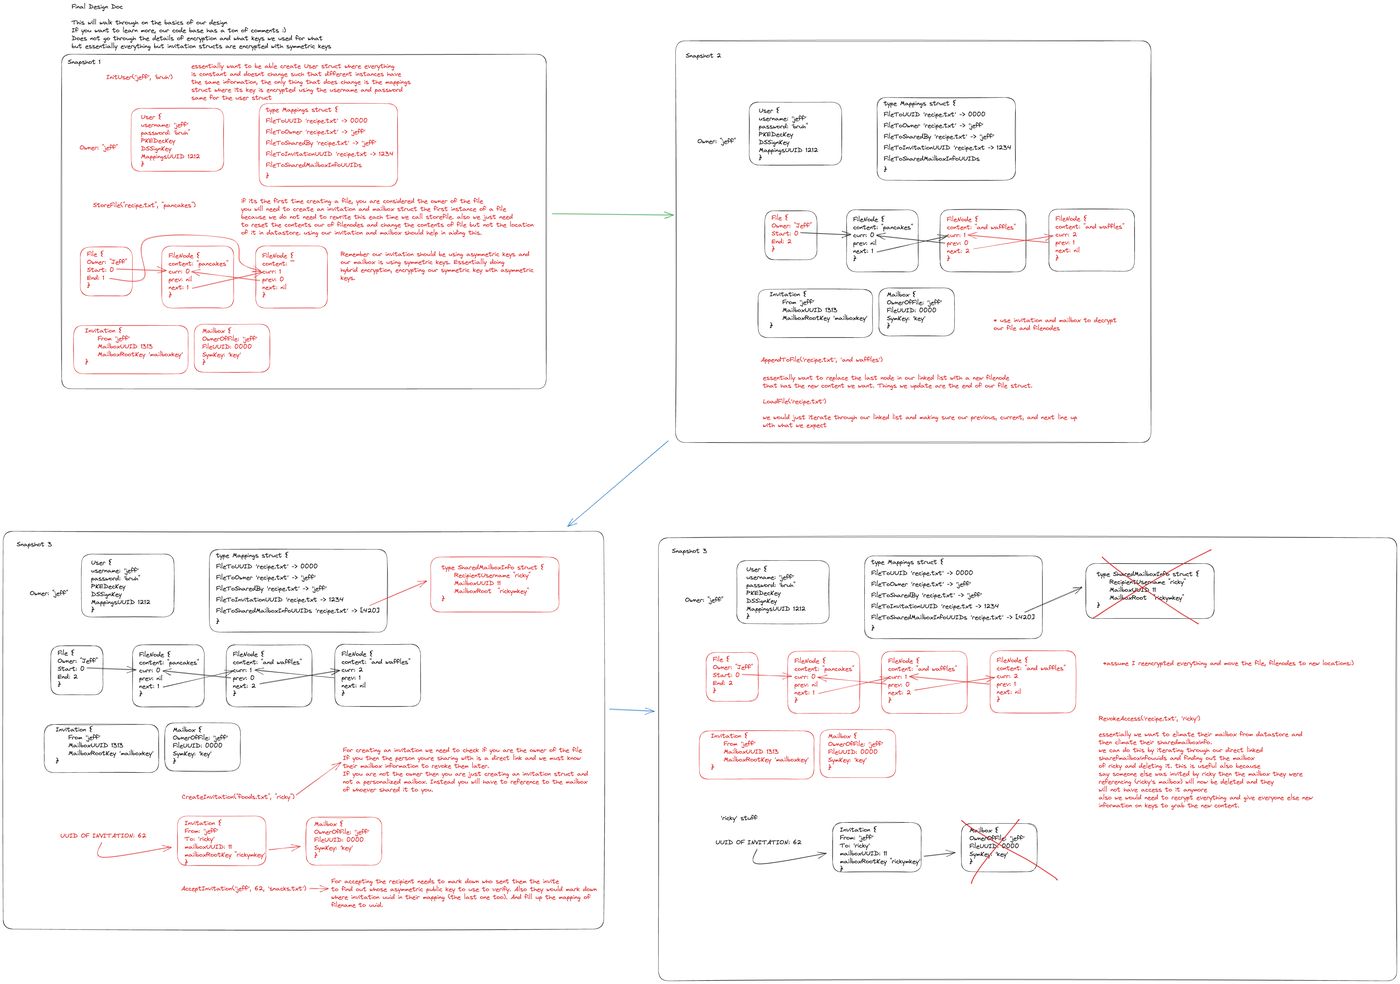 Final Design Doc
This will walk through on the basics of our design
If you want to learn more, our code base has a ton of comments :)
Does not go through the details of encryption and what keys we used for what
but essentially everything but invitation structs are encrypted with symmetric keys
Snapshot 1
InitUser('jeff', 'bruh')
essentially want to be able create User struct where everything
is constant and doesnt change such that different instances have
the same information, the only thing that does change is the mappings
struct where its key is encrypted using the username and password
same for the user struct
Owner: "jeff"
User {
username: "jeff"
password: "bruh"
PKEDecKey
DSSignKey
MappingsUUID 1212
}
type Mappings struct {
FileToUUID 'recipe.txt' -> 0000
FileToOwner 'recipe.txt' -> 'jeff'
FileToSharedBy 'recipe.txt' -> 'jeff'
FileToInvitationUUID 'recipe.txt -> 1234
FileToSharedMailboxInfoUUIDs
}
StoreFile("recipe.txt", "pancakes")
if its the first time creating a file, you are considered the owner of the file
you will need to create an invitation and mailbox struct the first instance of a file
because we do not need to rewrite this each time we call storefile. also we just need
to reset the contents our of filenodes and change the contents of file but not the location
of it in datastore. using our invitation and mailbox should help in aiding this.
File {
Owner: "Jeff"
Start: 0
End: 1
}
FileNode {
content: "pancakes"
curr: 0
prev: nil
next: 1
}
FileNode {
content: ""
curr: 1
prev: 0
next: nil
}
Remember our invitation should be using asymmetric keys and
our mailbox is using symmetric keys. Essentially doing
hybrid encryption, encrypting our symmetric key with asymmetric
keys.
Invitation {
From 'jeff'
MailboxUUID 1313
MailboxRootKey 'mailboxkey'
}
Mailbox {
OwnerOfFile: 'jeff'
FileUUID: 0000
SymKey: 'key'
}
Snapshot 2
Owner: "jeff"
User {
username: "jeff"
password: "bruh"
PKEDecKey
DSSignKey
MappingsUUID 1212
}
type Mappings struct {
FileToUUID 'recipe.txt' -> 0000
FileToOwner 'recipe.txt' -> 'jeff'
FileToSharedBy 'recipe.txt' -> 'jeff'
FileToInvitationUUID 'recipe.txt -> 1234
FileToSharedMailboxInfoUUIDs
}
File {
Owner: "Jeff"
Start: 0
End: 2
}
FileNode {
content: "pancakes"
curr: 0
prev: nil
next: 1
}
FileNode {
content: "and waffles"
curr: 1
prev: 0
next: 2
}
FileNode {
content: "and waffles"
curr: 2
prev: 1
next: nil
}
Invitation {
From 'jeff'
MailboxUUID 1313
MailboxRootKey 'mailboxkey'
}
Mailbox {
OwnerOfFile: 'jeff'
FileUUID: 0000
SymKey: 'key'
}
* use invitation and mailbox to decrypt
our file and filenodes
AppendToFile('recipe.txt', 'and waffles')
essentially want to replace the last node in our linked list with a new filenode
that has the new content we want. Things we update are the end of our file struct.
LoadFile('recipe.txt')
we would just iterate through our linked list and making sure our previous, current, and next line up
with what we expect
Snapshot 3
Owner: "jeff"
User {
username: "jeff"
password: "bruh"
PKEDecKey
DSSignKey
MappingsUUID 1212
}
type Mappings struct {
FileToUUID 'recipe.txt' -> 0000
FileToOwner 'recipe.txt' -> 'jeff'
FileToSharedBy 'recipe.txt' -> 'jeff'
FileToInvitationUUID 'recipe.txt -> 1234
FileToSharedMailboxInfoUUIDs 'recipe.txt' -> [420]
}
type SharedMailboxInfo struct {
RecipientUsername 'ricky'
MailboxUUID 11
MailboxRoot 'rickymkey'
}
File {
Owner: "Jeff"
Start: 0
End: 2
}
FileNode {
content: "pancakes"
curr: 0
prev: nil
next: 1
}
FileNode {
content: "and waffles"
curr: 1
prev: 0
next: 2
}
FileNode {
content: "and waffles"
curr: 2
prev: 1
next: nil
}
Invitation {
From 'jeff'
MailboxUUID 1313
MailboxRootKey 'mailboxkey'
}
Mailbox {
OwnerOfFile: 'jeff'
FileUUID: 0000
SymKey: 'key'
}
For creating an invitation we need to check if you are the owner of the file
If you then the person youre sharing with is a direct link and we must know
their mailbox information to revoke them later.
If you are not the owner then you are just creating an invitation struct and
not a personalized mailbox. Instead you will have to reference to the mailbox
of whoever shared it to you.
CreateInvitation("foods.txt", "ricky")
UUID OF INVITATION: 62
Invitation {
From: 'jeff'
To: 'ricky'
mailboxUUID: 11
mailboxRootKey "rickymkey'
}
Mailbox {
OwnerOfFile: 'jeff'
FileUUID: 0000
SymKey: 'key'
}
AcceptInvitation('jeff', 62, 'snacks.txt')
For accepting the recipient needs to mark down who sent them the invite
to find out whose asymmetric public key to use to verify. Also they would mark down
where invitation uuid in their mapping (the last one too). And fill up the mapping of
filename to uuid.
Snapshot 3
Owner: "jeff"
User {
username: "jeff"
password: "bruh"
PKEDecKey
DSSignKey
MappingsUUID 1212
}
type Mappings struct {
FileToUUID 'recipe.txt' -> 0000
FileToOwner 'recipe.txt' -> 'jeff'
FileToSharedBy 'recipe.txt' -> 'jeff'
FileToInvitationUUID 'recipe.txt -> 1234
FileToSharedMailboxInfoUUIDs 'recipe.txt' -> [420]
}
type SharedMailboxInfo struct {
RecipientUsername 'ricky'
MailboxUUID 11
MailboxRoot 'rickymkey'
}
File {
Owner: "Jeff"
Start: 0
End: 2
}
FileNode {
content: "pancakes"
curr: 0
prev: nil
next: 1
}
FileNode {
content: "and waffles"
curr: 1
prev: 0
next: 2
}
FileNode {
content: "and waffles"
curr: 2
prev: 1
next: nil
}
*assume I reencrypted everything and move the file, filenodes to new locations:)
Invitation {
From 'jeff'
MailboxUUID 1313
MailboxRootKey 'mailboxkey'
}
Mailbox {
OwnerOfFile: 'jeff'
FileUUID: 0000
SymKey: 'key'
}
RevokeAccess('recipe.txt', 'ricky')
essentially we want to elimate their mailbox from datastore and
then climate their sharedmailboxinfo.
we can do this by iterating through our direct linked
sharemailboxinfouuids and finding out the mailbox
of ricky and deleting it. this is useful also because
say someone else was invited by ricky then the mailbox they were
referencing (ricky's mailbox) will now be deleted and they
will not have access to it anymore
also we would need to recrypt everything and give everyone else new
information on keys to grab the new content.
'ricky' stuff
UUID OF INVITATION: 62
Invitation {
From: 'jeff'
To: 'ricky'
mailboxUUID: 11
mailboxRootKey "rickymkey'
}
Mailbox {
OwnerOfFile: 'jeff'
FileUUID: 0000
SymKey: 'key'
}